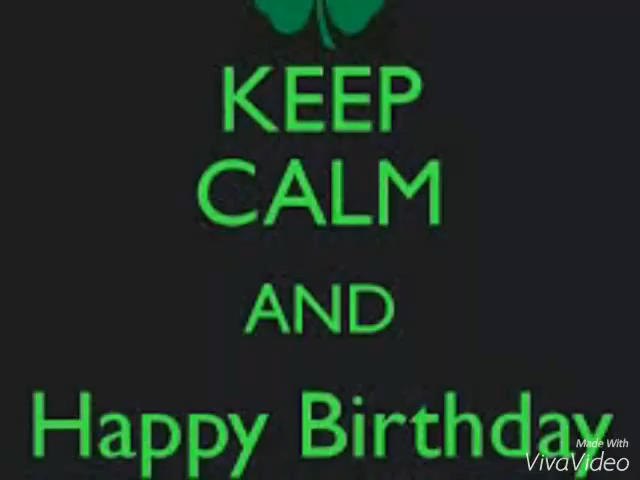 KEEP
CALM
AND
Happy Birthday
Made With
VivaVideo